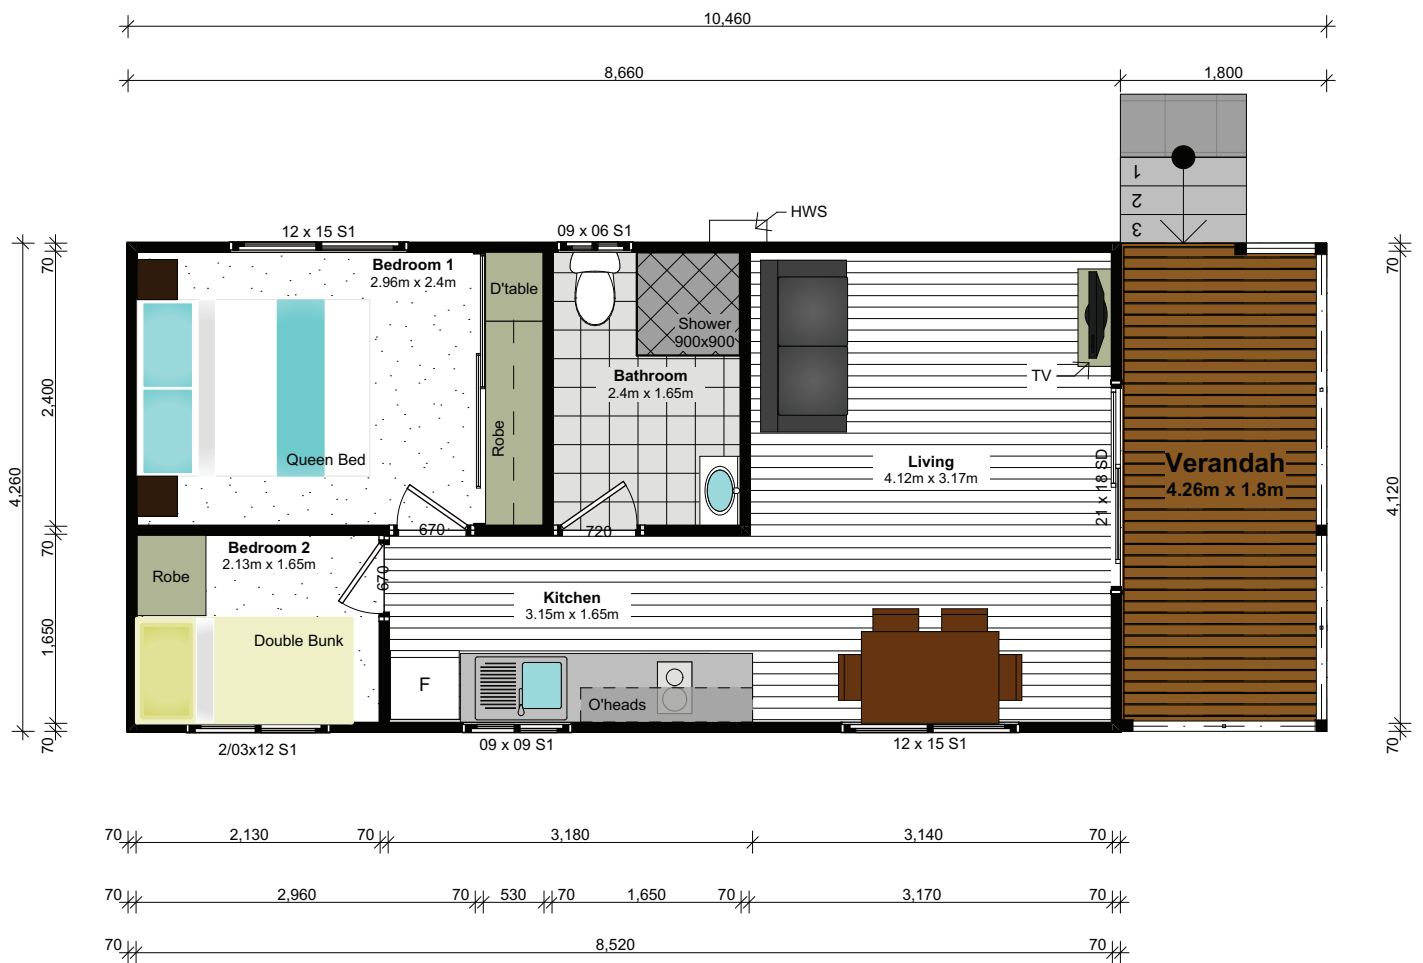 10,460
8,660
1,800
1
2
3
HWS
12 x 15 S1
09 x 06 S1
70
2,400
70
1,650
70
4,260
Bedroom 1
2.96m x 2.4m
Queen Bed
D'table
Robe
Shower
900x900
Bathroom
2.4m x 1.65m
TV
Living
4.12m x 3.17m
21 x 18 SD
Verandah
4.26m x 1.8m
70
4,120
70
670
720
670
Bedroom 2
2.13m x 1.65m
Robe
Double Bunk
Kitchen
3.15m x 1.65m
F
O'heads
2/03x12 S1
09 x 09 S1
12 x 15 S1
70
2,130
70
3,180
3,140
70
70
2,960
70
530
70
1,650
70
3,170
70
70
8,520
70